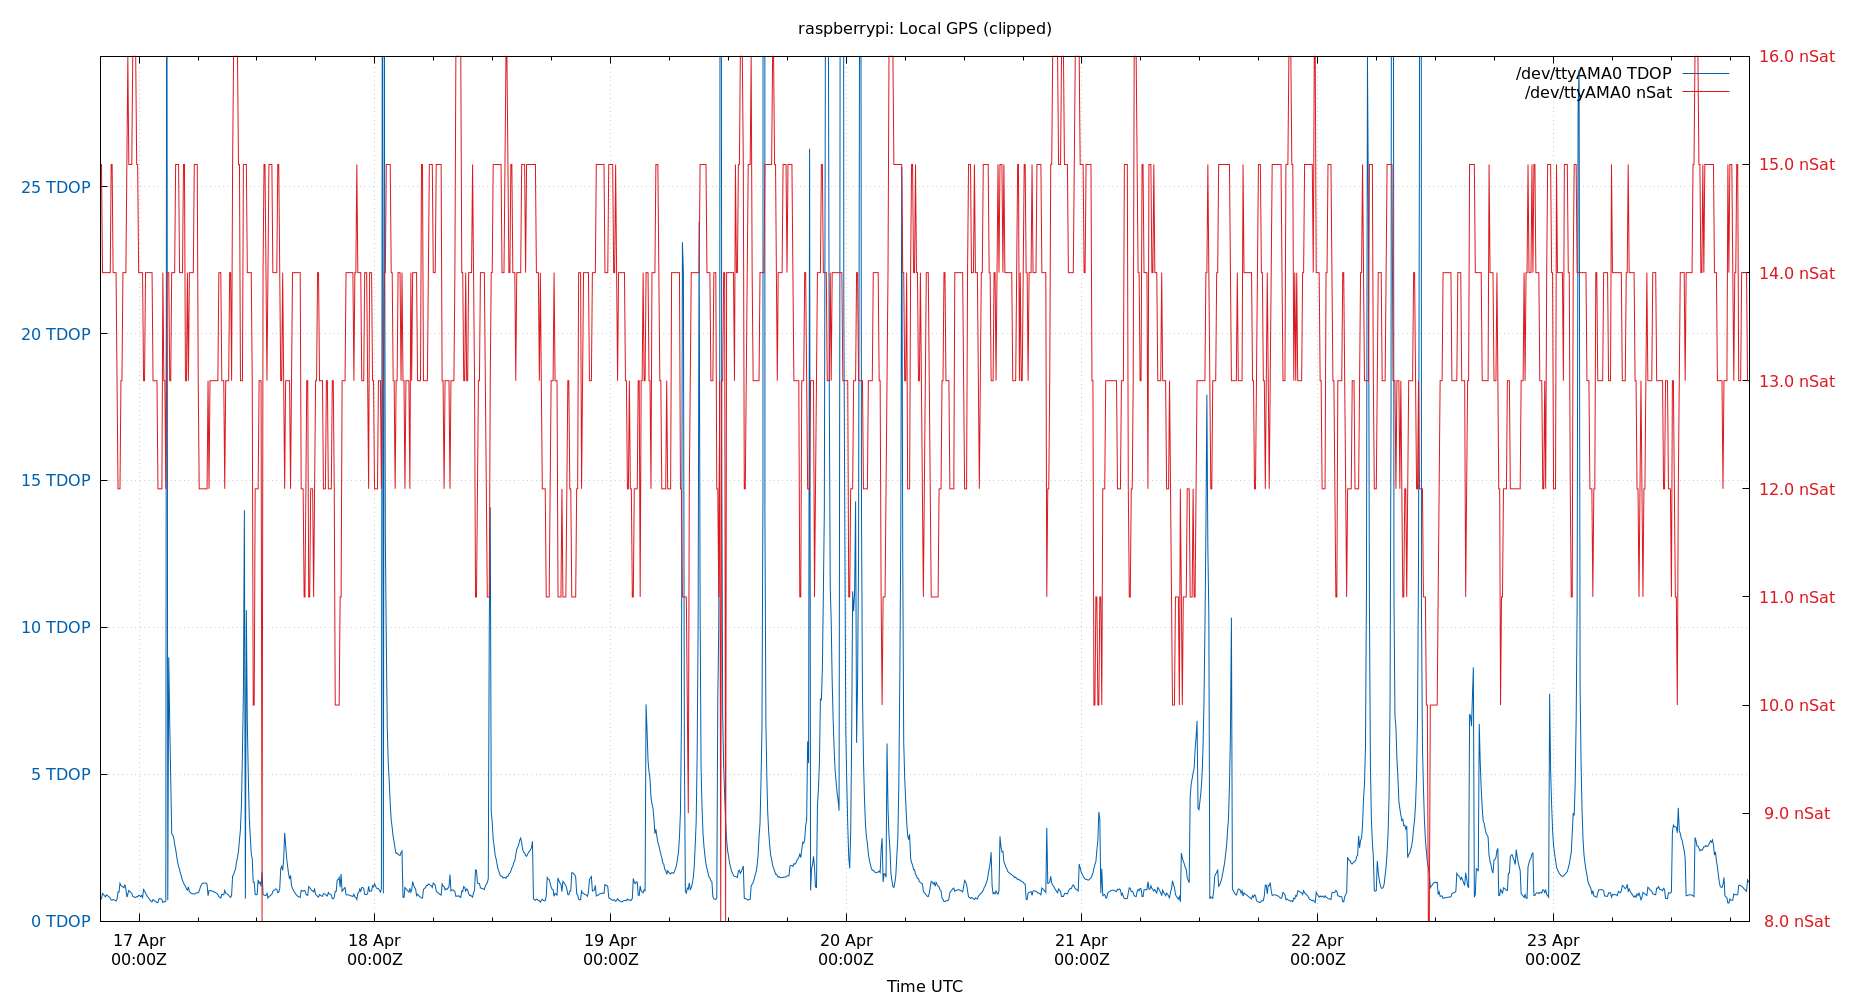 raspberrypi: Local GPS (clipped)
16.0 nSat
/dev/ttyAMA0 TDOP
/dev/ttyAMA0 nSat
15.0 nSat
25 TDOP
14.0 nSat
20 TDOP
13.0 nSat
15 TDOP
12.0 nSat
10 TDOP
11.0 nSat
10.0 nSat
5 TDOP
9.0 nSat
0 TDOP
8.0 nSat
17 Apr 18 Apr 19 Apr 20 Apr 21 Apr 22 Apr 23 Apr
00:00Z 00:00Z 00:00Z 00:00Z 00:00Z 00:00Z 00:00Z
Time UTC